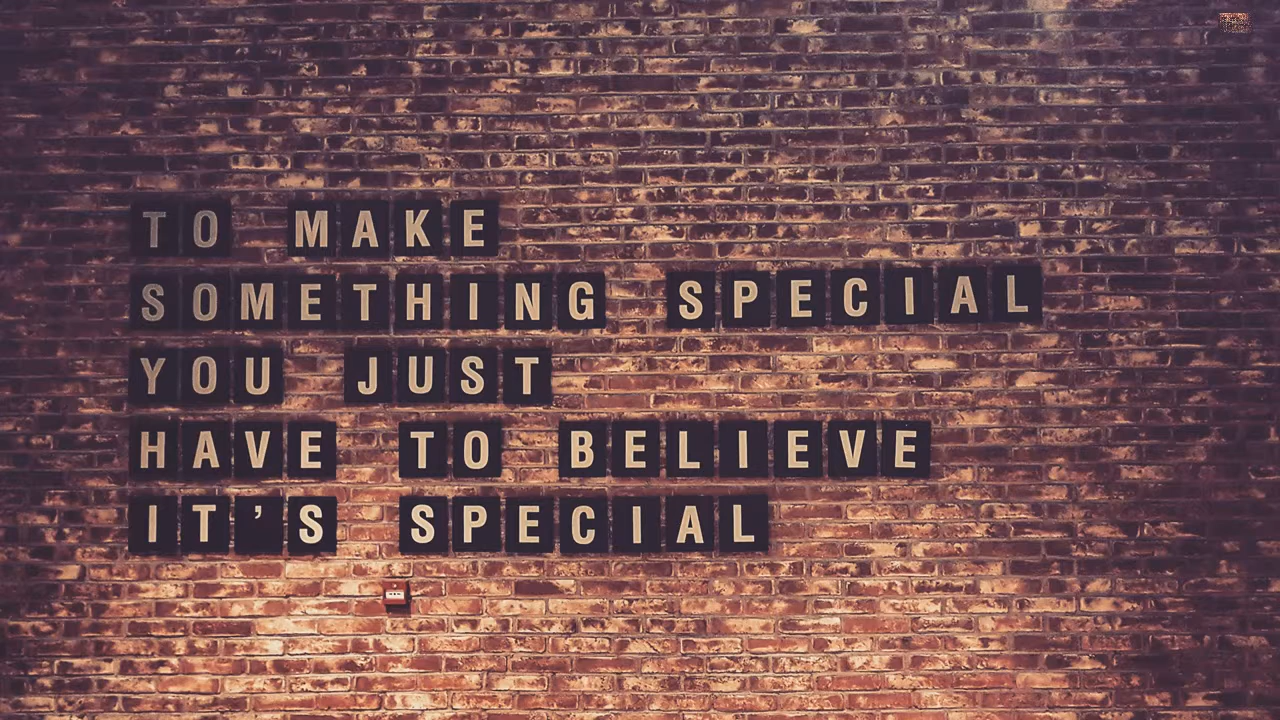 TO MAKE
SOMETHING SPECIAL
YOU JUST
HAVE TO BELIEVE
IT'S SPECIAL